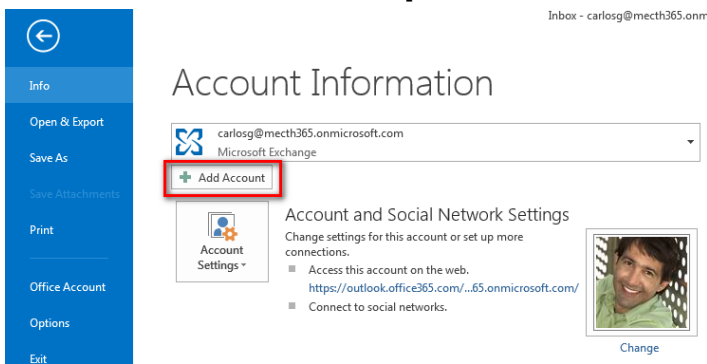 Inbox - carlosg@mecth365.onm
Info
Open & Export
Save As
Save Attachments
Print
Office Account
Options
Exit
Account Information
carlosg@mecth365.onmicrosoft.com
Microsoft Exchange
Add Account
Account
Settings
Account and Social Network Settings
Change settings for this account or set up more
connections.
Access this account on the web.
https://outlook.office365.com/...65.onmicrosoft.com/
Connect to social networks.
Change